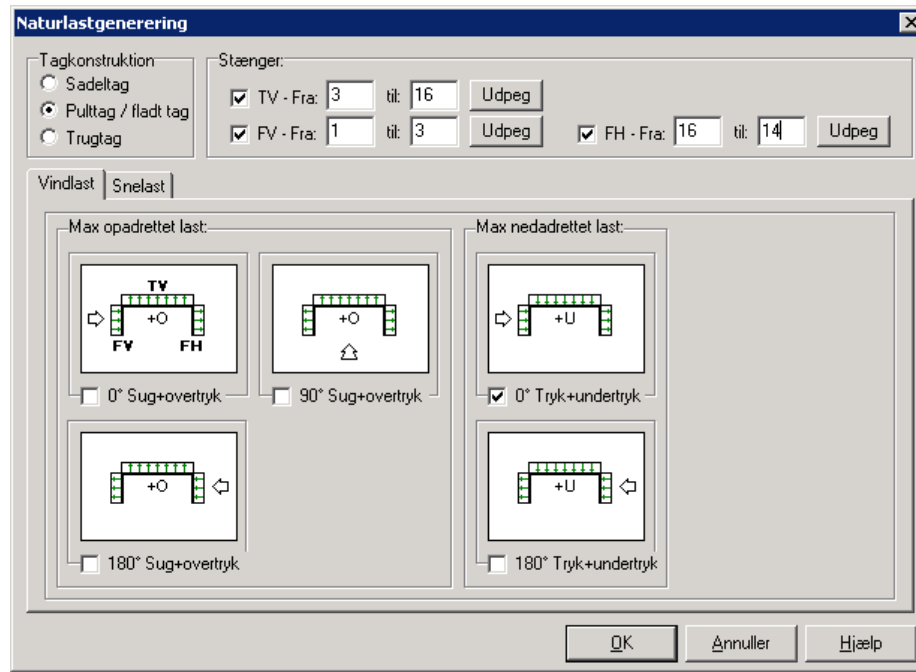 Naturlastgenerering
Tagkonstruktion
Sadeltag
Pulttag / fladt tag
Trugtag
Stænger:
TV - Fra: 3 til: 16 Udpeg
FV - Fra: 1 til: 3 Udpeg FH - Fra: 16 til: 14 Udpeg
Vindlast Snelast
Max opadrettet last:
TV
+O
FV FH
0° Sug+overtryk
+O
90° Sug+overtryk
+O
180° Sug+overtryk
Max nedadrettet last:
+U
0° Tryk+undertryk
+U
180° Tryk+undertryk
OK Annuller Hjælp